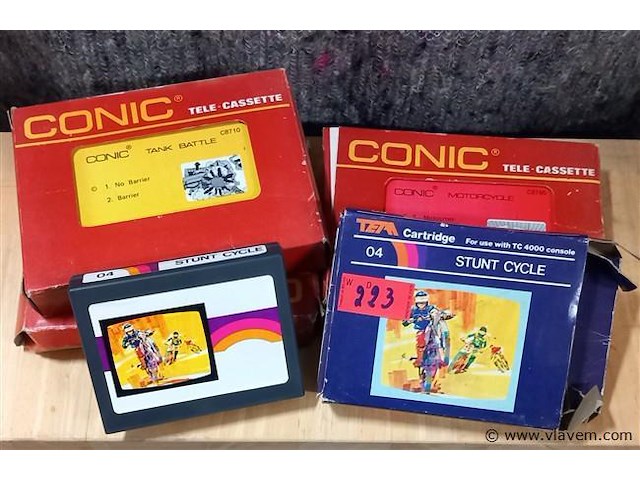 CONIC®
TELE-CASSETTE
CONIC® TANK BATTLE C8710
1. No Barrier
2. Barrier
CONIC®
TELE-CASSETTE
CONIC® MOTORCYCLE
TEA Cartridge For use with TC 4000 console
04 STUNT CYCLE
223
04 STUNT CYCLE
© www.vlavem.com